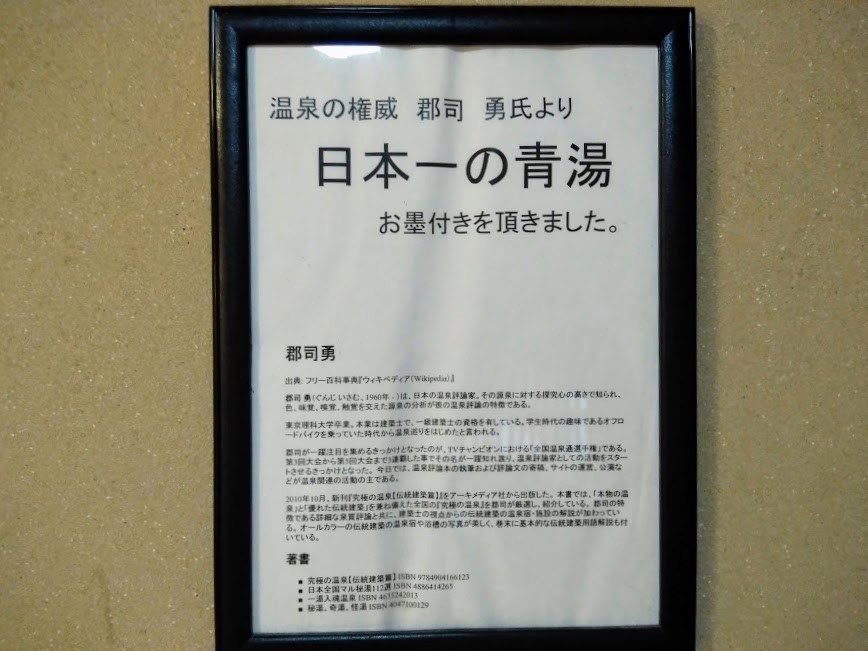 温泉の権威　郡司　勇氏より
日本一の青湯
お墨付きを頂きました。
郡司勇
出典: フリー百科事典『ウィキペディア(Wikipedia)』
郡司 勇(ぐんじ いさむ、1960年 - )は、日本の温泉評論家。その源泉に対する探究心の高さで知られ、
色、味覚、嗅覚、触覚を交えた源泉の分析が彼の温泉評論の特徴である。
東京理科大学卒業。本業は建築士で、一級建築士の資格を有している。学生時代の趣味であるオフロ
ードバイクを乗っていた時代から温泉巡りをはじめたと言われる。
郡司が一躍注目を集めるきっかけとなったのが、TVチャンピオンにおける「全国温泉通選手権」である。
第3回大会から第5回大会まで3連覇した事でその名が一躍知れ渡り、温泉評論家としての活動をスター
トさせるきっかけとなった。 今日では、温泉評論本の執筆および評論文の寄稿、サイトの運営、公演な
どが温泉関連の活動の主である。
2010年10月、新刊『究極の温泉【伝統建築篇】』をアーキメディア社から出版した。本書では、「本物の温
泉」と「優れた伝統建築」を兼ね備えた全国の『究極の温泉』を郡司が厳選し、紹介している。郡司の特
徴である詳細な泉質評論と共に、建築士の視点からの伝統建築の温泉宿・施設の解説が加わってい
る。オールカラーの伝統建築の温泉宿や浴槽の写真が美しく、巻末に基本的な伝統建築用語解説も付
いている。
著書
■ 究極の温泉【伝統建築篇】 ISBN 9784904166123
■ 日本全国マル秘湯112選 ISBN 4886414265
■ 一湯入魂温泉 ISBN 4635242013
■ 秘湯、奇湯、怪湯 ISBN 4047100129